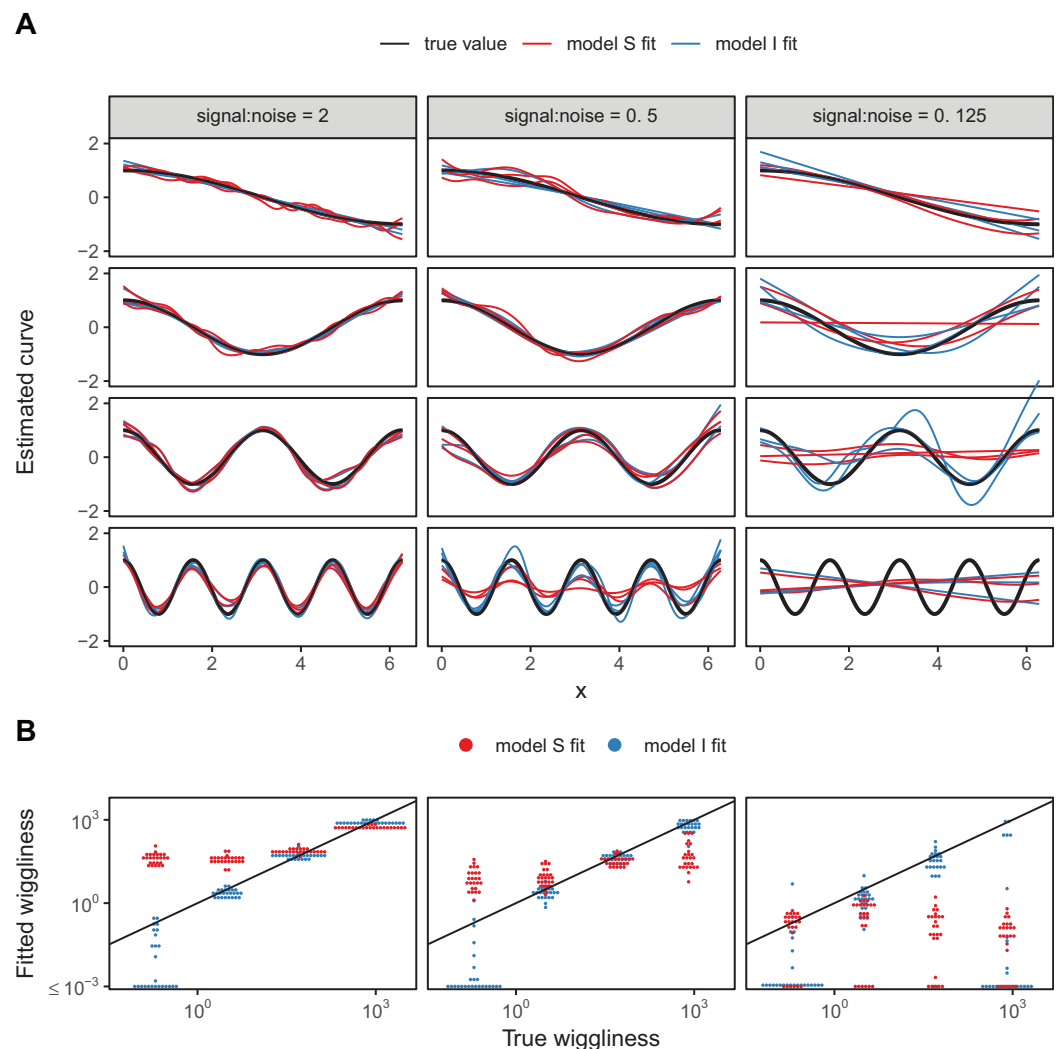 A
true value model S fit model I fit
signal:noise = 2 signal:noise = 0. 5 signal:noise = 0. 125
Estimated curve
2
0
−2
2
0
−2
2
0
−2
2
0
−2
0 2 4 6 0 2 4 6 0 2 4 6
x
B
model S fit model I fit
Fitted wiggliness
10³
10⁰
≤ 10⁻³
10⁰ 10³ 10⁰ 10³ 10⁰ 10³
True wiggliness